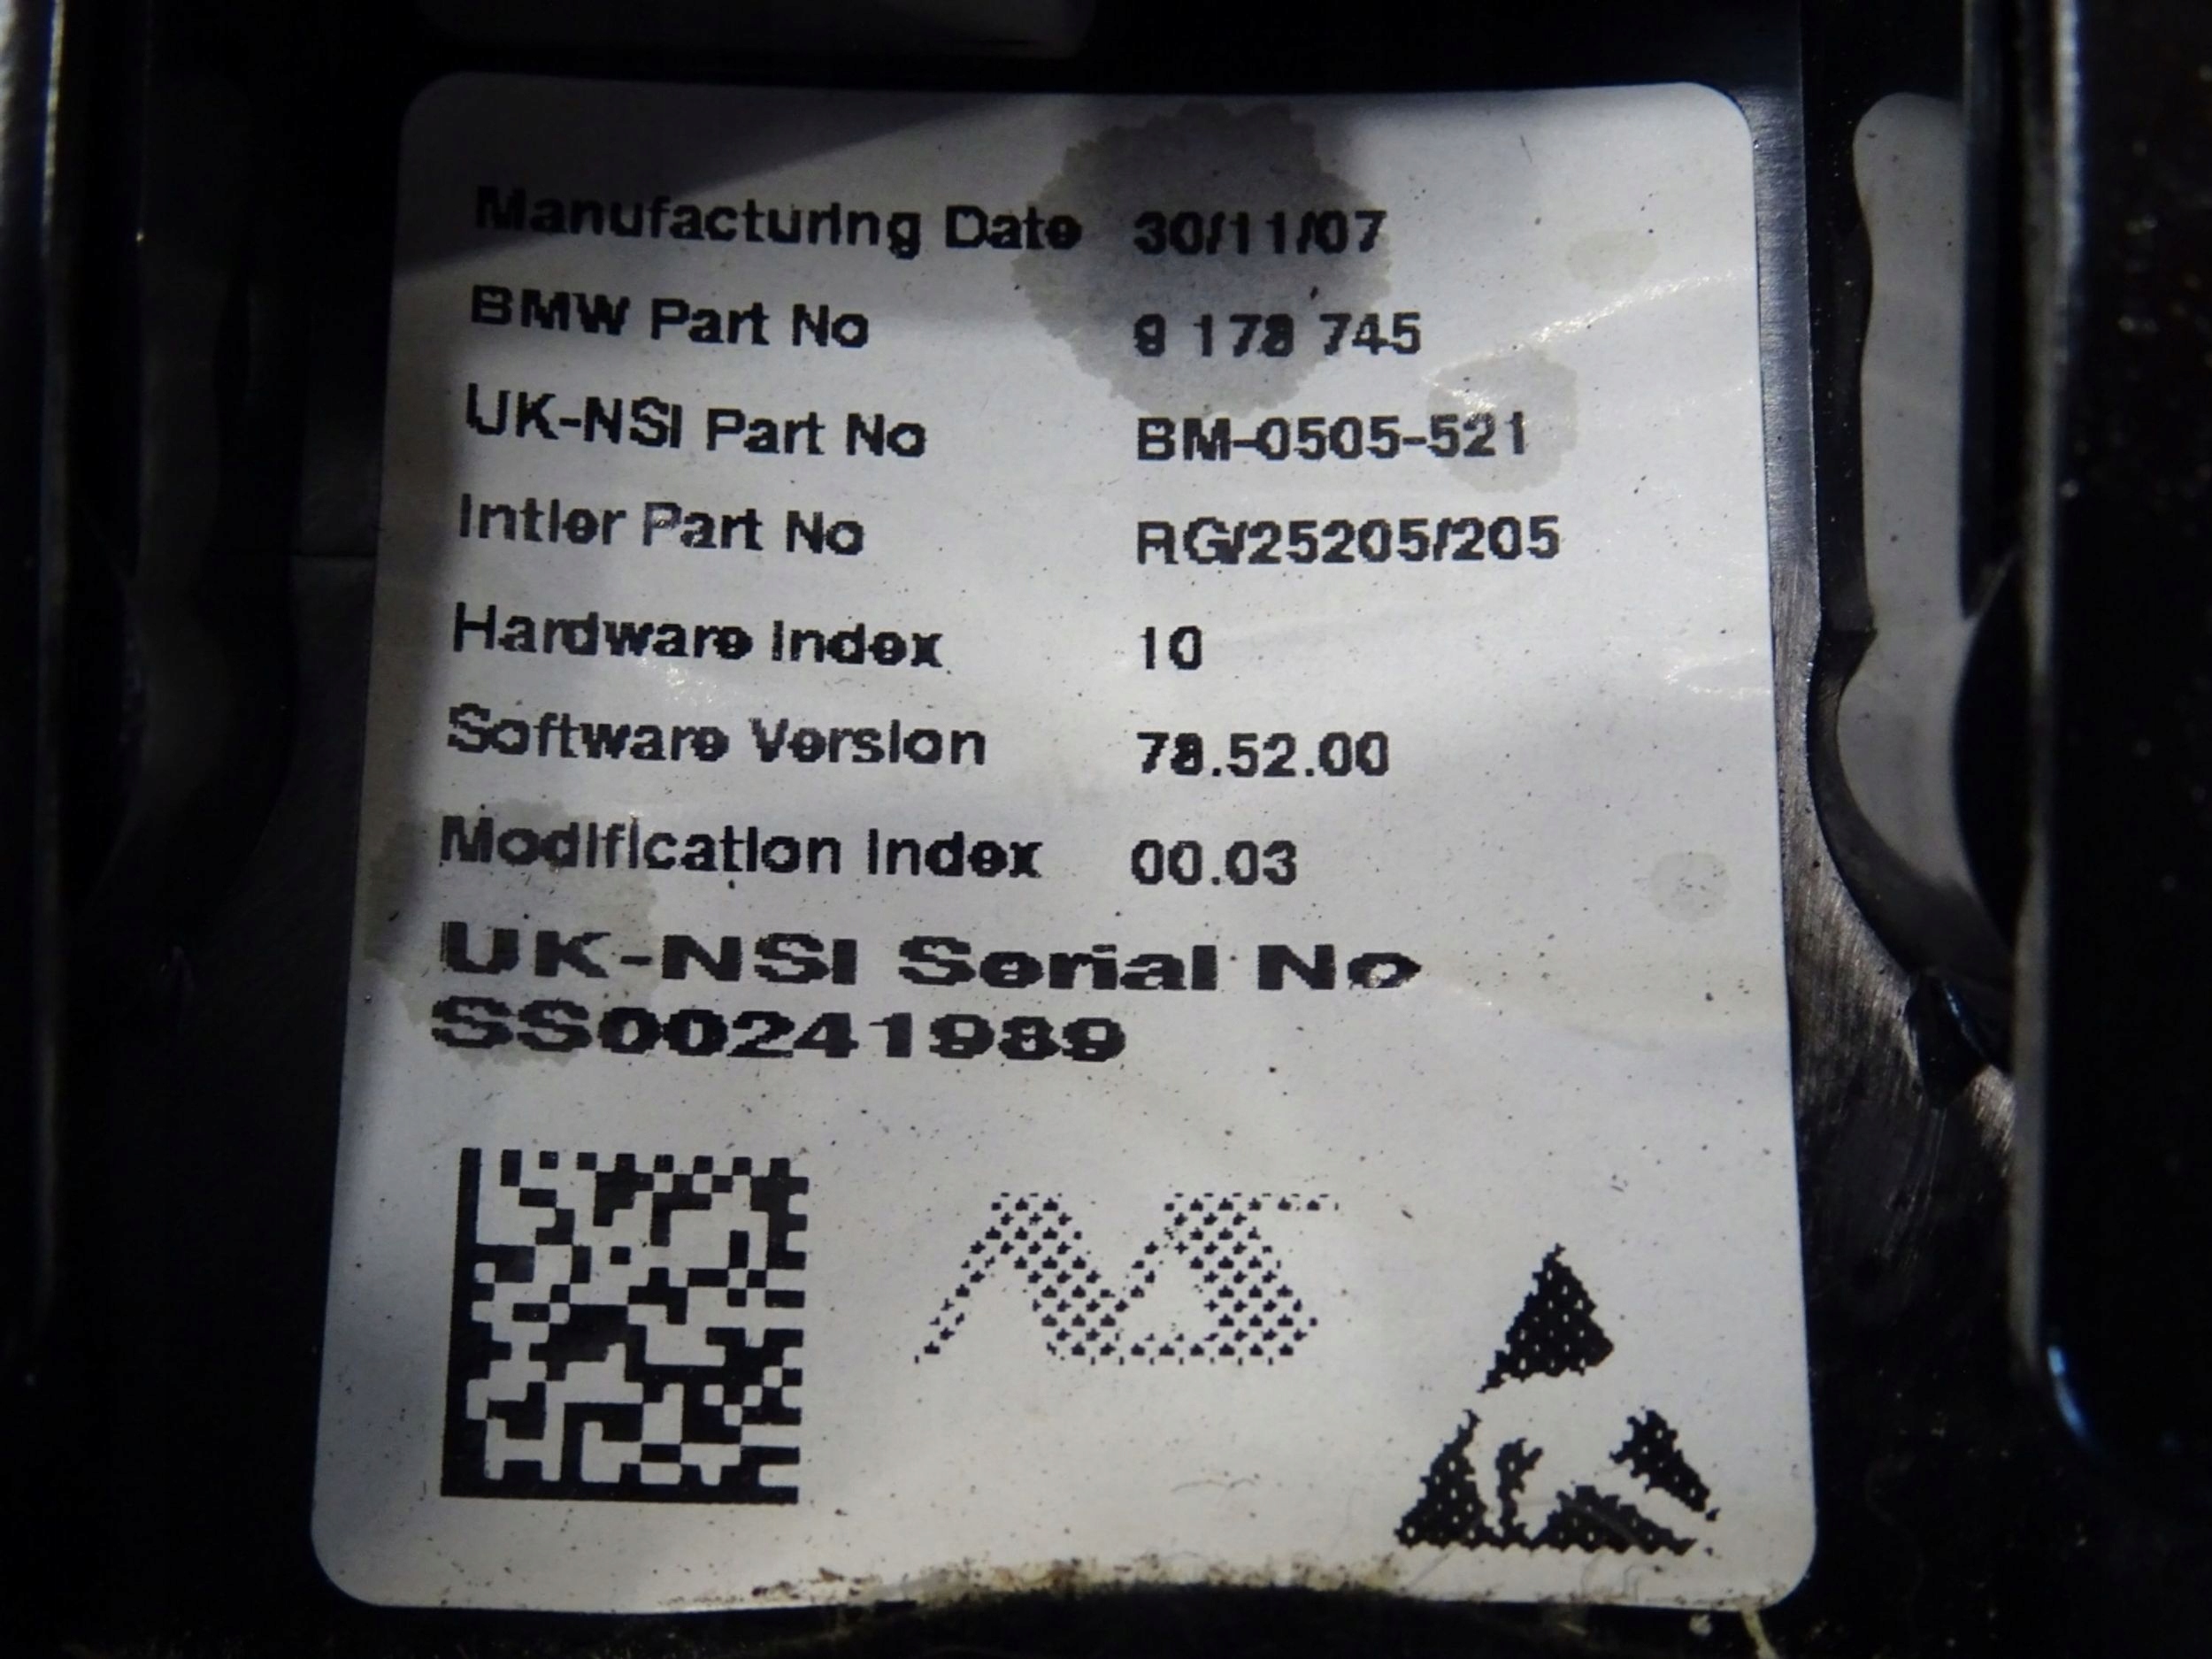 Manufacturing Date 30/11/07
BMW Part No 9 178 745
UK-NSI Part No BM-0505-521
Intier Part No RG/25205/205
Hardware Index 10
Software Version 78.52.00
Modification Index 00.03
UK-NSI Serial No
SS00241989